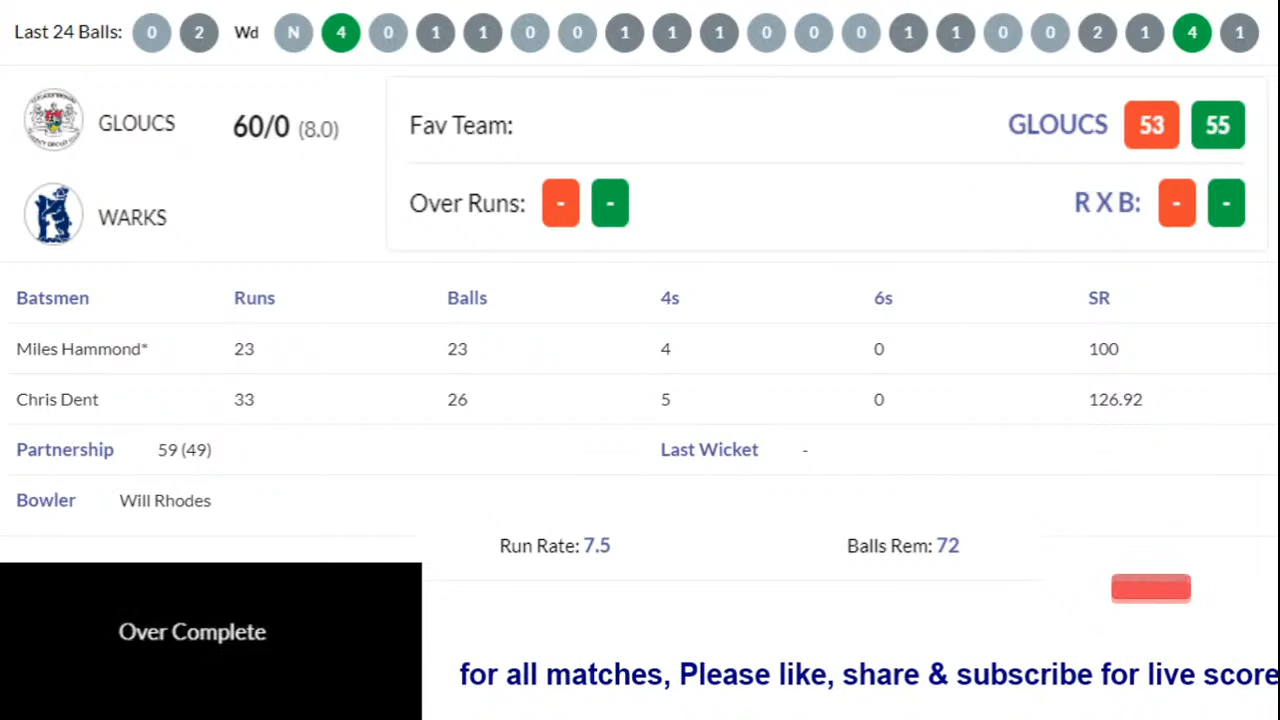 Last 24 Balls: 0 2 Wd N 4 0 1 1 0 0 1 1 1 0 0 0 1 1 0 0 2 1 4 1
GLOUCS 60/0 (8.0)
Fav Team: GLOUCS 53 55
WARKS
Over Runs: - - R X B: - -
Batsmen Runs Balls 4s 6s SR
Miles Hammond* 23 23 4 0 100
Chris Dent 33 26 5 0 126.92
Partnership 59 (49) Last Wicket -
Bowler Will Rhodes
Run Rate: 7.5 Balls Rem: 72
Over Complete
for all matches, Please like, share & subscribe for live score